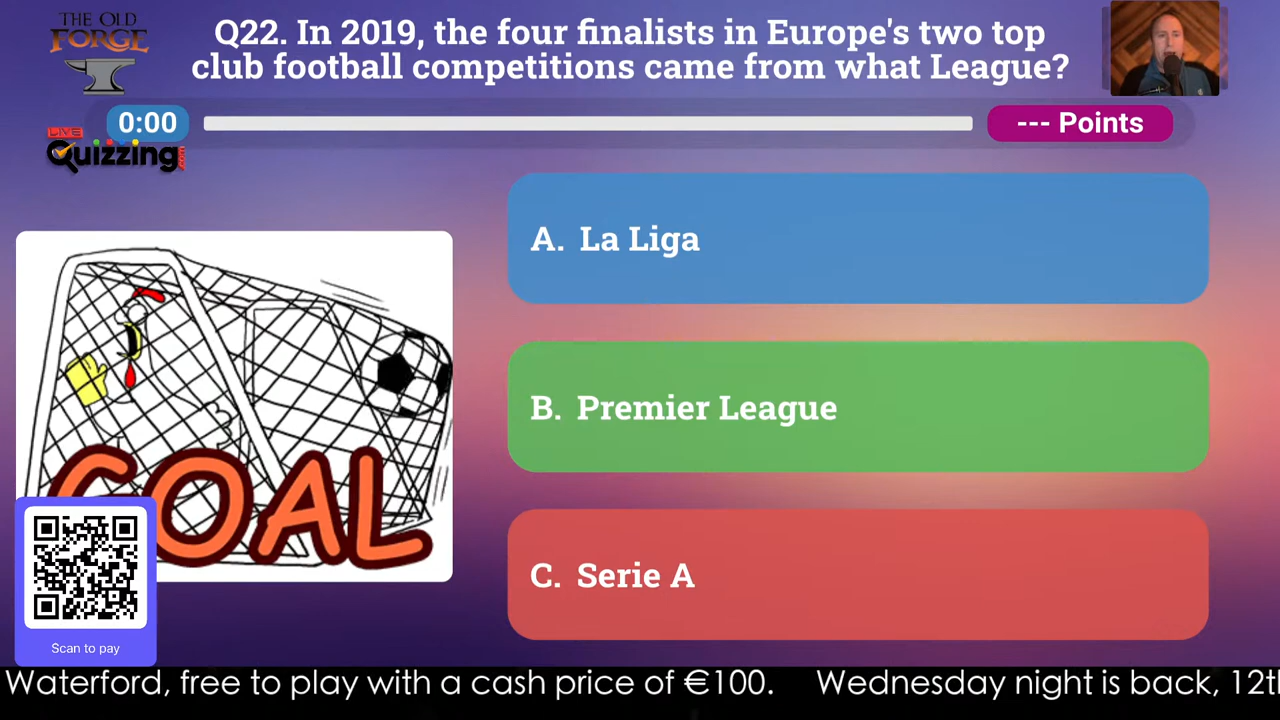 THE OLD
FORGE
Q22. In 2019, the four finalists in Europe's two top
club football competitions came from what League?
0:00
--- Points
LIVE
Quizzing.com
A. La Liga
B. Premier League
C. Serie A
GOAL
Scan to pay
Waterford, free to play with a cash price of €100. Wednesday night is back, 12th